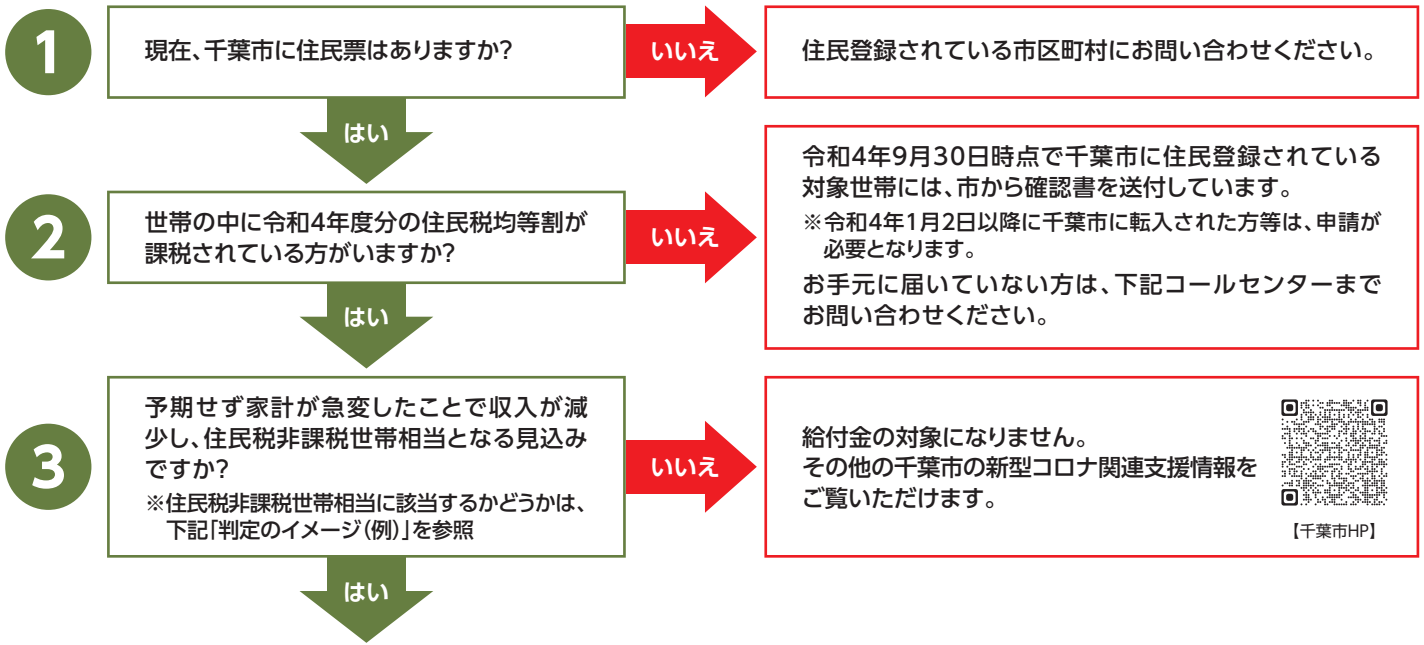 1
現在、千葉市に住民票はありますか?
いいえ
住民登録されている市区町村にお問い合わせください。
はい
2
世帯の中に令和4年度分の住民税均等割が
課税されている方がいますか?
いいえ
令和4年9月30日時点で千葉市に住民登録されている
対象世帯には、市から確認書を送付しています。
※令和4年1月2日以降に千葉市に転入された方等は、申請が
必要となります。
お手元に届いていない方は、下記コールセンターまで
お問い合わせください。
はい
3
予期せず家計が急変したことで収入が減
少し、住民税非課税世帯相当となる見込み
ですか?
※住民税非課税世帯相当に該当するかどうかは、
下記「判定のイメージ(例)」を参照
いいえ
給付金の対象になりません。
その他の千葉市の新型コロナ関連支援情報を
ご覧いただけます。
【千葉市HP】
はい